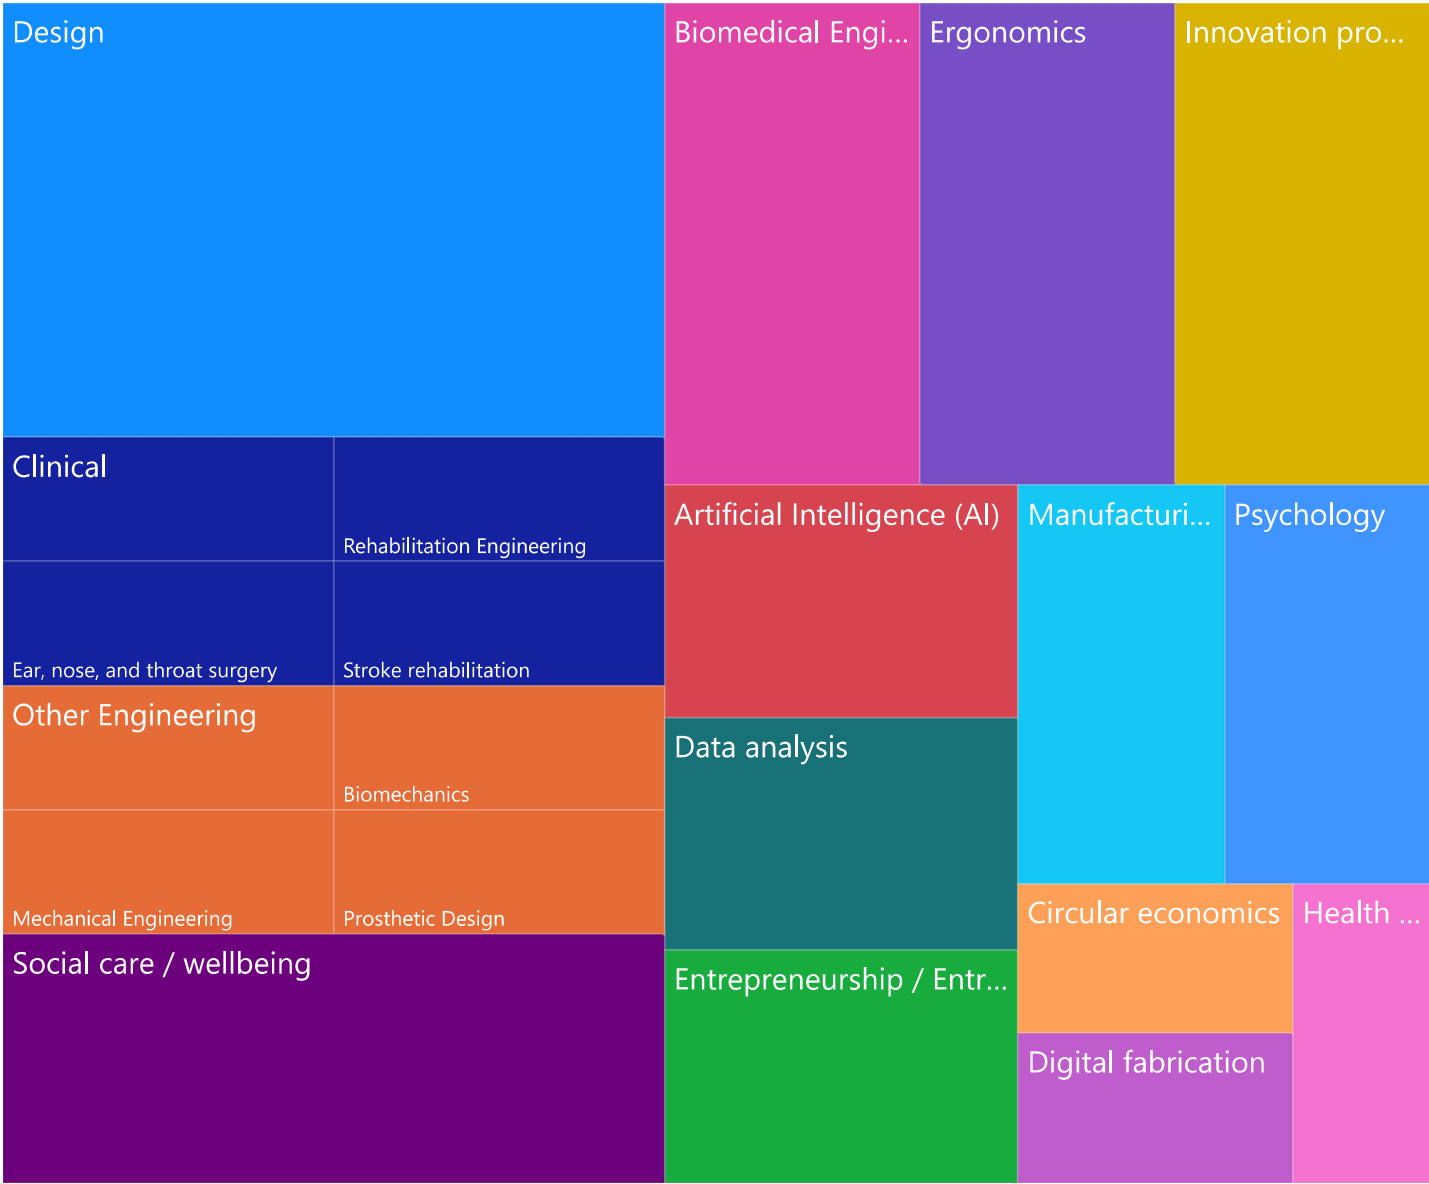 Design
Clinical
Rehabilitation Engineering
Ear, nose, and throat surgery
Stroke rehabilitation
Other Engineering
Biomechanics
Mechanical Engineering
Prosthetic Design
Social care / wellbeing
Biomedical Engi...
Ergonomics
Innovation pro...
Artificial Intelligence (AI)
Manufacturi...
Psychology
Data analysis
Entrepreneurship / Entr...
Circular economics
Health ...
Digital fabrication